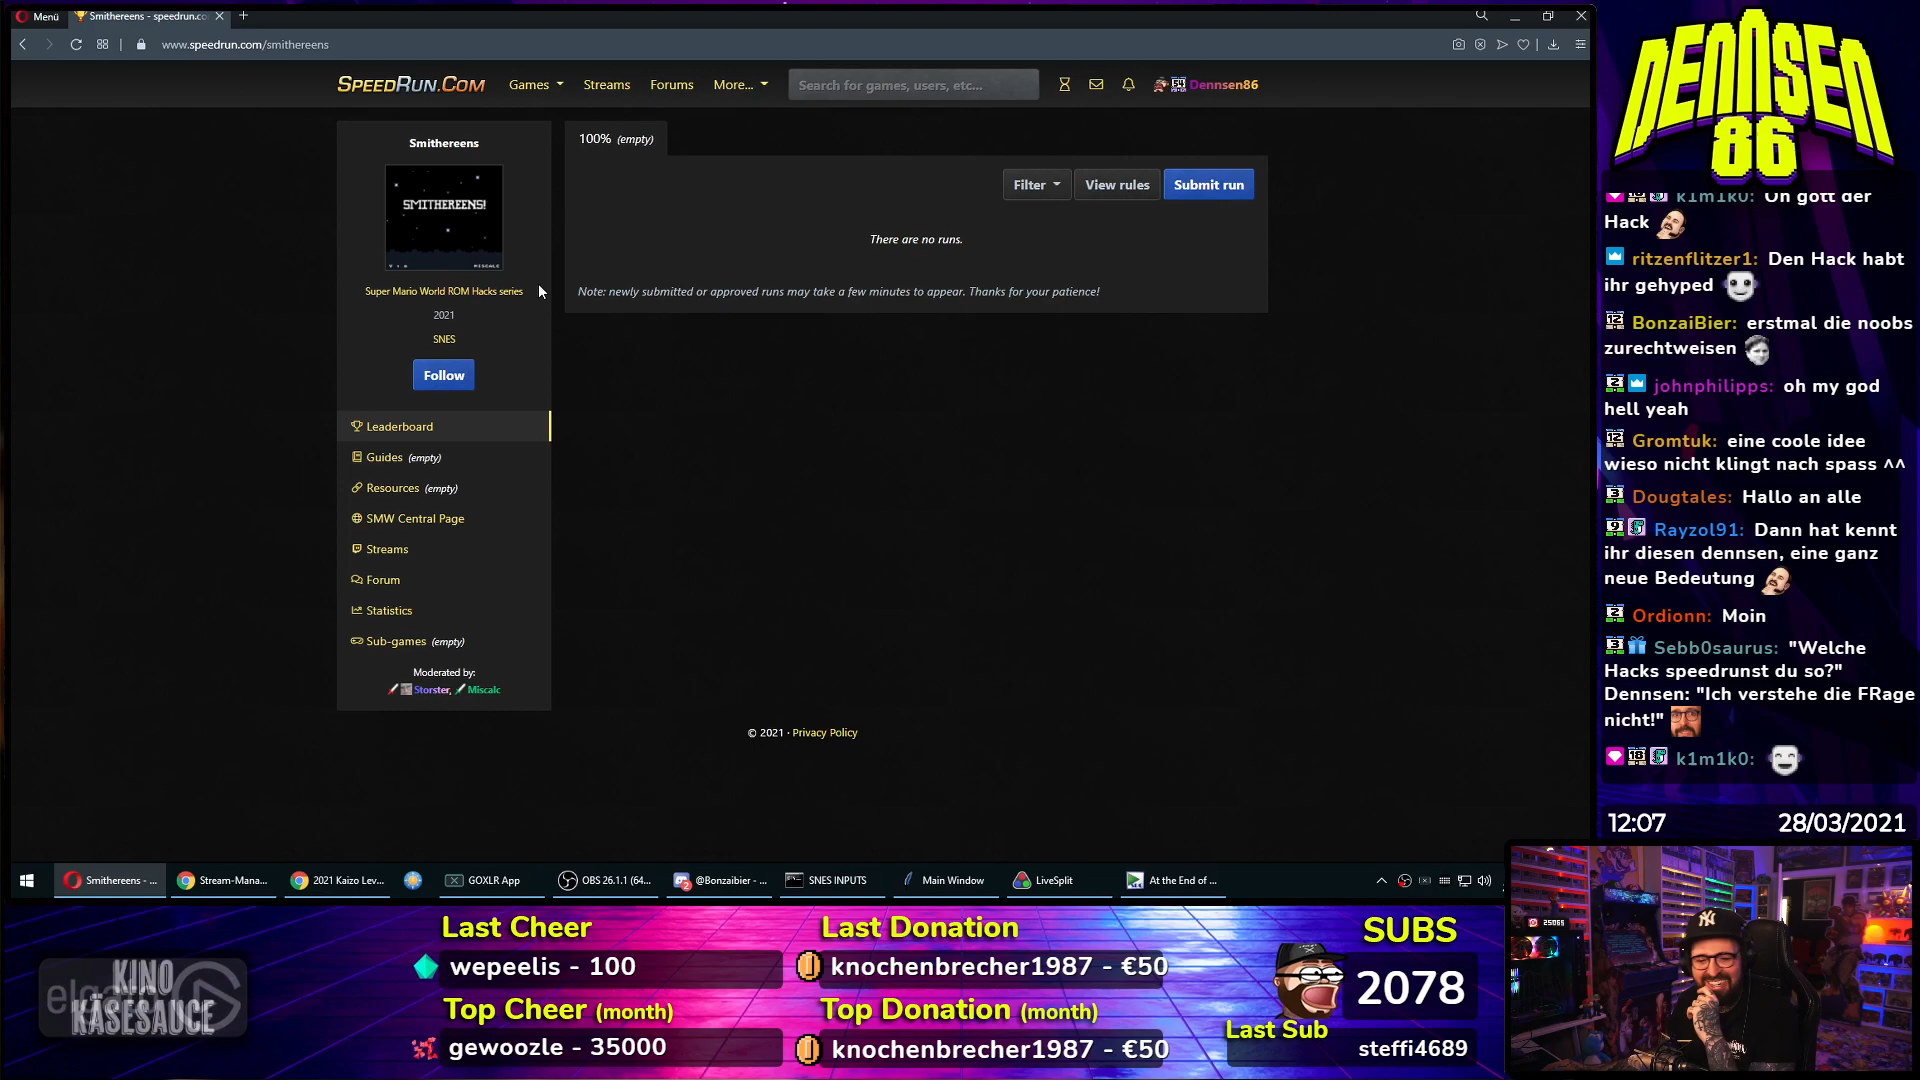 Menü
Smithereens - speedrun.co
www.speedrun.com/smithereens
SPEEDRUN.COM
Games
Streams
Forums
More...
Search for games, users, etc...
Dennsen86
Smithereens
SMITHEREENS!
MISCALC
Super Mario World ROM Hacks series
2021
SNES
Follow
Leaderboard
Guides (empty)
Resources (empty)
SMW Central Page
Streams
Forum
Statistics
Sub-games (empty)
Moderated by:
Storster, Miscalc
100% (empty)
Filter
View rules
Submit run
There are no runs.
Note: newly submitted or approved runs may take a few minutes to appear. Thanks for your patience!
© 2021 · Privacy Policy
DENNSEN
86
k1m1k0: Oh gott der
Hack
ritzenflitzer1: Den Hack habt
ihr gehyped
BonzaiBier: erstmal die noobs
zurechtweisen
johnphilipps: oh my god
hell yeah
Gromtuk: eine coole idee
wieso nicht klingt nach spass ^^
Dougtales: Hallo an alle
Rayzol91: Dann hat kennt
ihr diesen dennsen, eine ganz
neue Bedeutung
Ordionn: Moin
Sebb0saurus: "Welche
Hacks speedrunst du so?"
Dennsen: "Ich verstehe die FRage
nicht!"
k1m1k0:
12:07
28/03/2021
Smithereens - ...
Stream-Mana...
2021 Kaizo Lev...
GOXLR App
OBS 26.1.1 (64...
@Bonzaibier - ...
SNES INPUTS
Main Window
LiveSplit
At the End of ...
KINO
KÄSESAUCE
Last Cheer
wepeelis - 100
Top Cheer (month)
gewoozle - 35000
Last Donation
knochenbrecher1987 - €50
Top Donation (month)
knochenbrecher1987 - €50
SUBS
2078
Last Sub
steffi4689